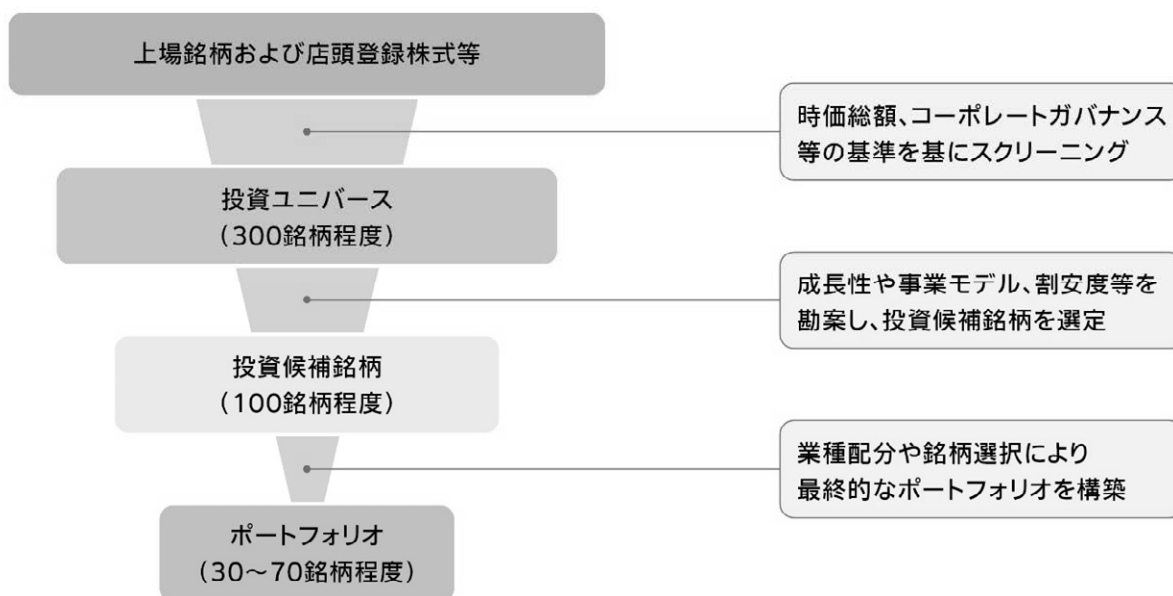 上場銘柄および店頭登録株式等
時価総額、コーポレートガバナンス
等の基準を基にスクリーニング
投資ユニバース
（300銘柄程度）
成長性や事業モデル、割安度等を
勘案し、投資候補銘柄を選定
投資候補銘柄
（100銘柄程度）
業種配分や銘柄選択により
最終的なポートフォリオを構築
ポートフォリオ
（30～70銘柄程度）